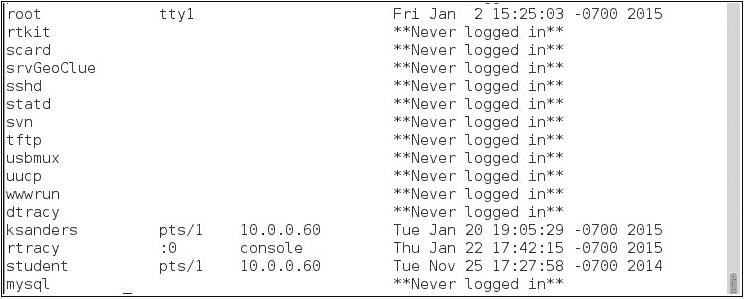 root tty1 Fri Jan 2 15:25:03 -0700 2015
rtkit **Never logged in**
scard **Never logged in**
srvGeoClue **Never logged in**
sshd **Never logged in**
statd **Never logged in**
svn **Never logged in**
tftp **Never logged in**
usbmux **Never logged in**
uucp **Never logged in**
wwwrun **Never logged in**
dtracy **Never logged in**
ksanders pts/1 10.0.0.60 Tue Jan 20 19:05:29 -0700 2015
rtracy :0 console Thu Jan 22 17:42:15 -0700 2015
student pts/1 10.0.0.60 Tue Nov 25 17:27:58 -0700 2014
mysql **Never logged in**